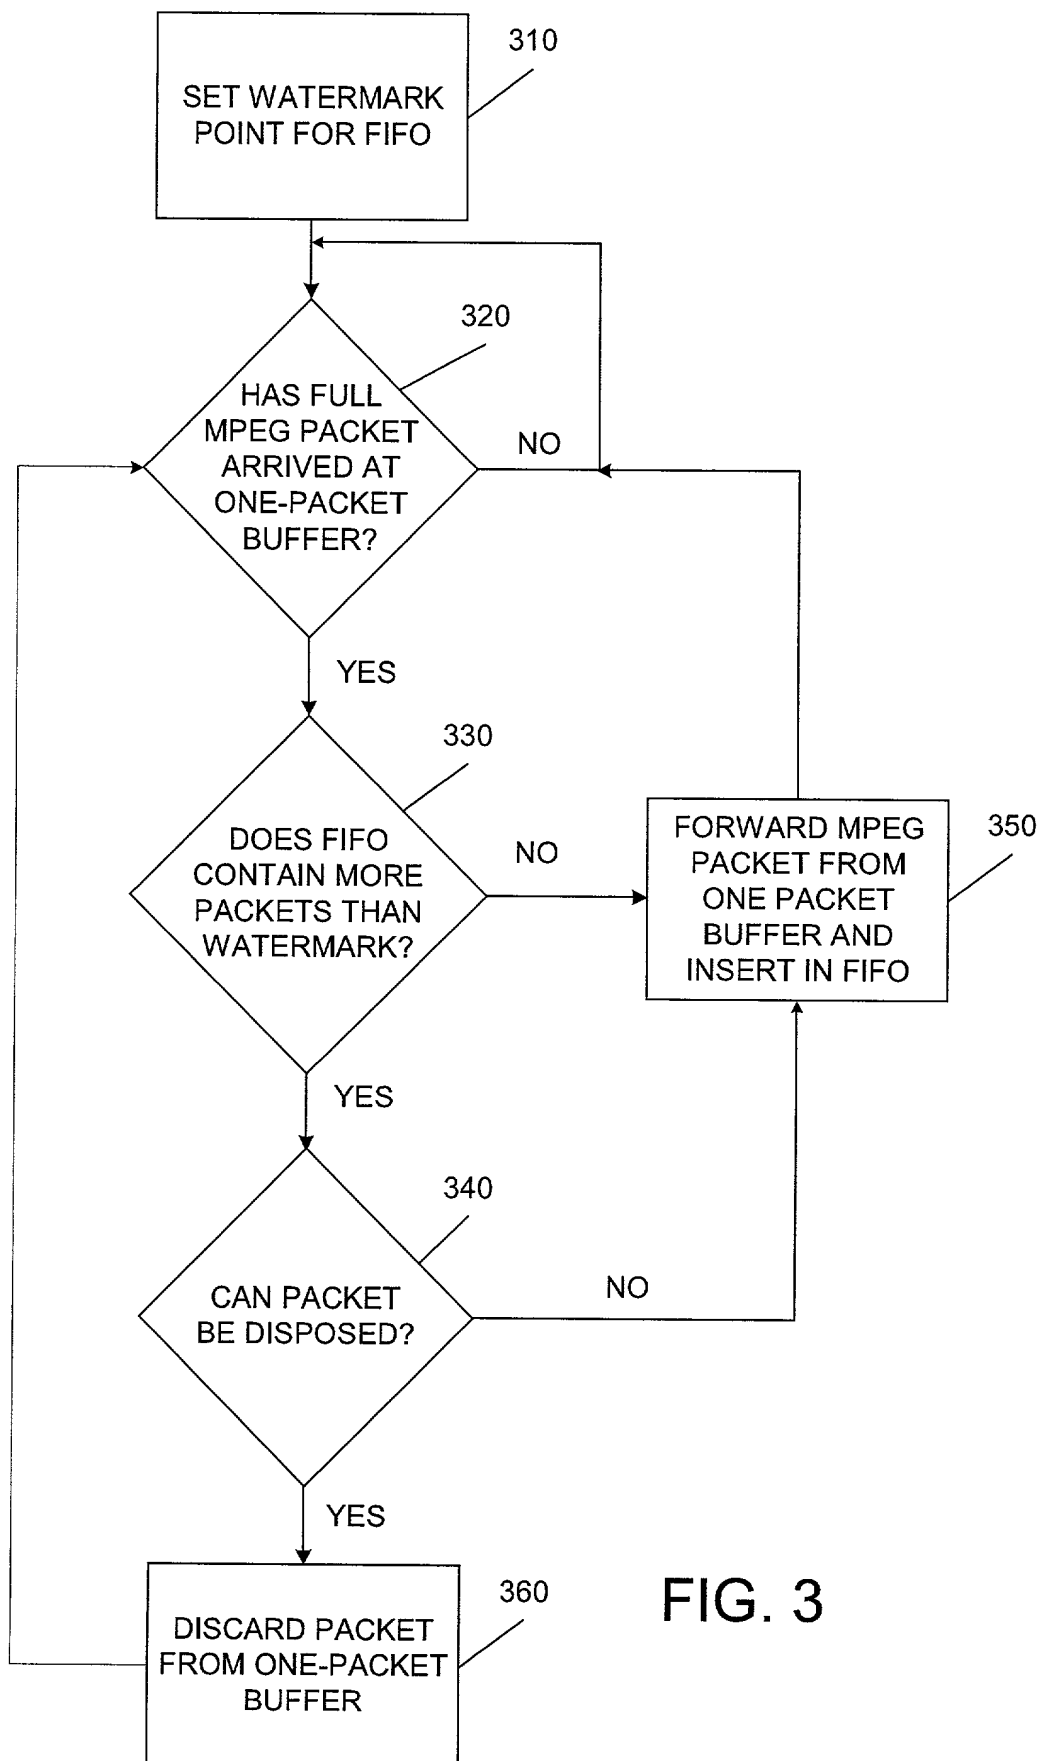 310
SET WATERMARK
POINT FOR FIFO
320
HAS FULL
MPEG PACKET
ARRIVED AT
ONE-PACKET
BUFFER?
NO
YES
330
DOES FIFO
CONTAIN MORE
PACKETS THAN
WATERMARK?
NO
FORWARD MPEG
PACKET FROM
ONE PACKET
BUFFER AND
INSERT IN FIFO
350
YES
340
CAN PACKET
BE DISPOSED?
NO
YES
360
DISCARD PACKET
FROM ONE-PACKET
BUFFER
FIG. 3